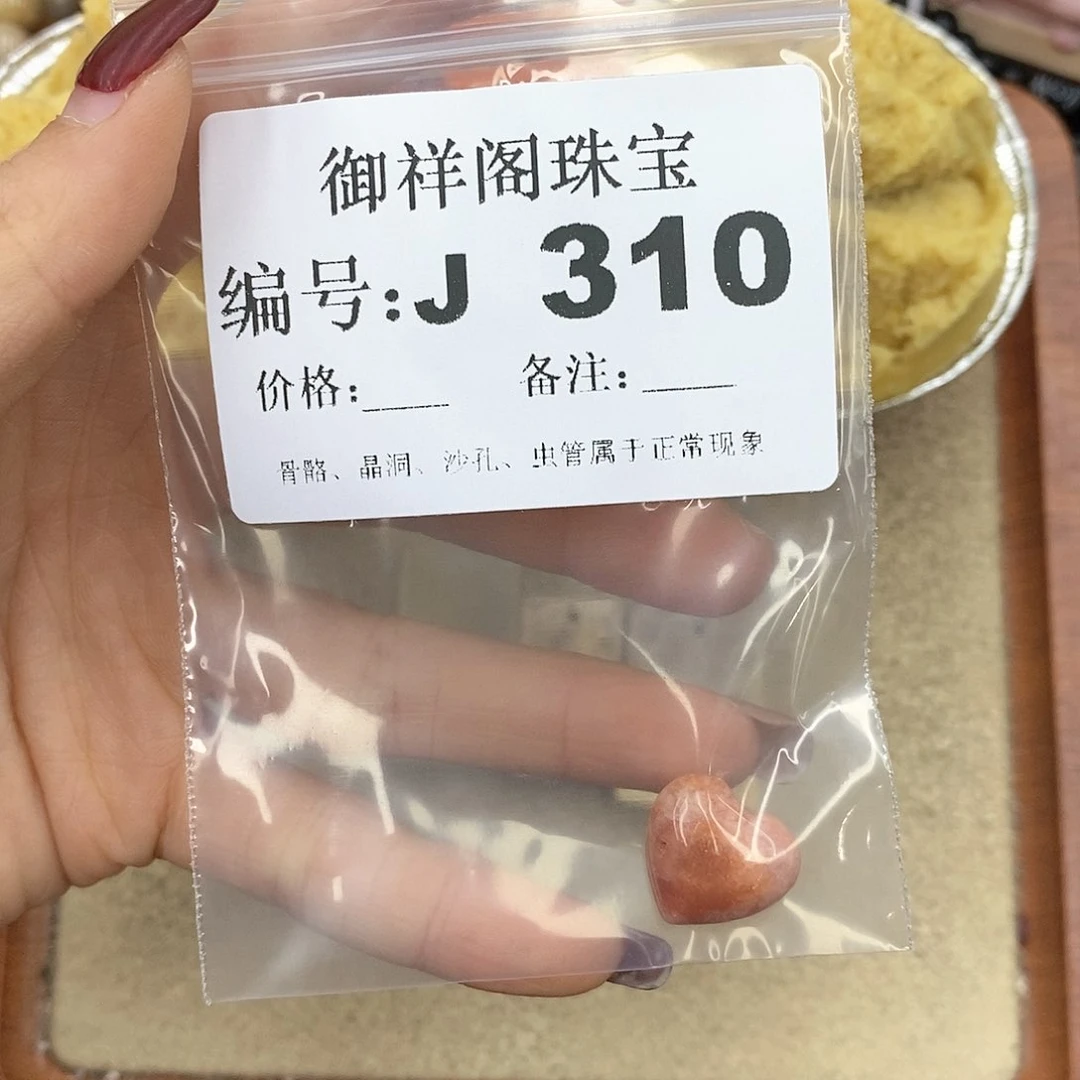 御祥阁珠宝
编号:J 310
价格:____ 备注:____
骨骼、晶洞、沙孔、虫管属于正常现象